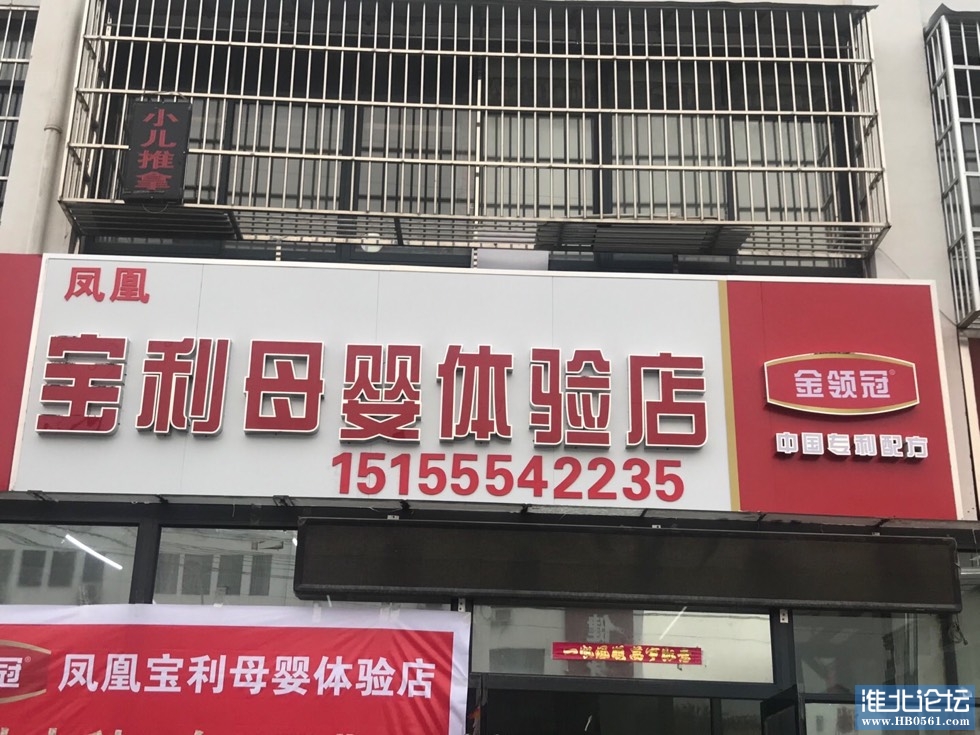 小儿推拿
凤凰
宝利母婴体验店
15155542235
金领冠®
中国专利配方
冠®
凤凰宝利母婴体验店
淮北论坛
www.HB0561.com